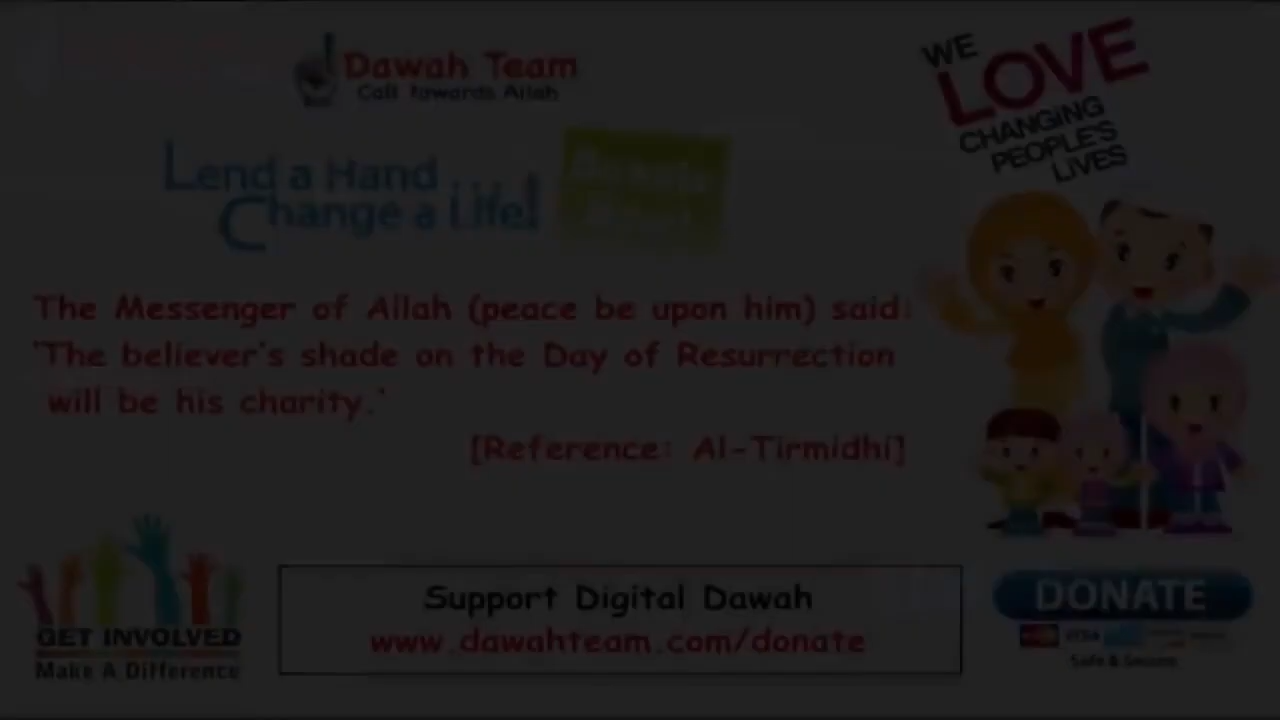 Dawah Team
Call towards Allah
WE
LOVE
CHANGING
PEOPLE'S
LIVES
Lend a Hand
Change a Life!
Donate
The Messenger of Allah (peace be upon him) said:
'The believer's shade on the Day of Resurrection
will be his charity.'
[Reference: Al-Tirmidhi]
GET INVOLVED
Make A Difference
Support Digital Dawah
www.dawahteam.com/donate
DONATE
VISA
Safe & Secure